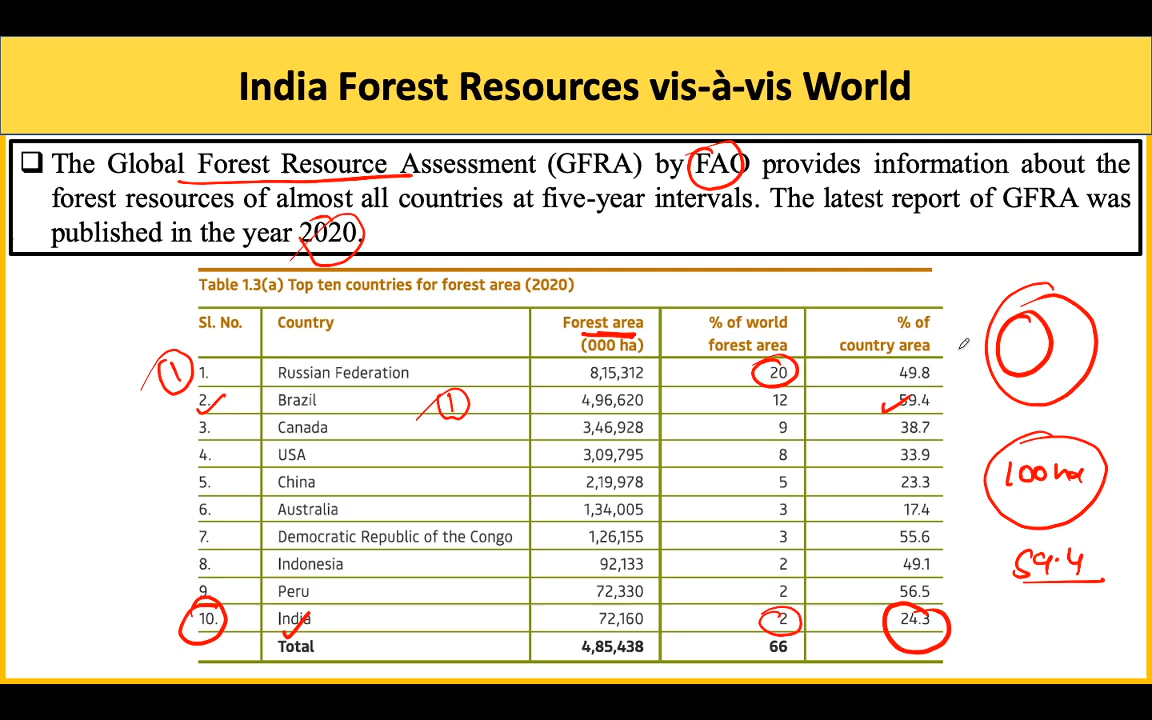 India Forest Resources vis-à-vis World
❑ The Global Forest Resource Assessment (GFRA) by FAO provides information about the
forest resources of almost all countries at five-year intervals. The latest report of GFRA was
published in the year 2020.
Table 1.3(a) Top ten countries for forest area (2020)
Sl. No. Country Forest area % of world % of
(000 ha) forest area country area
1 1. Russian Federation 8,15,312 20 49.8
2. Brazil 1 4,96,620 12 59.4
3. Canada 3,46,928 9 38.7
4. USA 3,09,795 8 33.9
5. China 2,19,978 5 23.3
100 ha
6. Australia 1,34,005 3 17.4
7. Democratic Republic of the Congo 1,26,155 3 55.6
8. Indonesia 92,133 2 49.1
59.4
9. Peru 72,330 2 56.5
10. India 72,160 2 24.3
Total 4,85,438 66